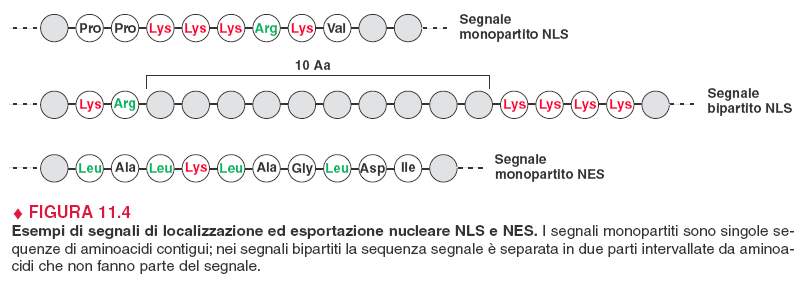 Pro Pro Lys Lys Lys Arg Lys Val
Segnale
monopartito NLS
10 Aa
Lys Arg Lys Lys Lys Lys
Segnale
bipartito NLS
Leu Ala Leu Lys Leu Ala Gly Leu Asp Ile
Segnale
monopartito NES
♦ FIGURA 11.4
Esempi di segnali di localizzazione ed esportazione nucleare NLS e NES. I segnali monopartiti sono singole se-
quenze di aminoacidi contigui; nei segnali bipartiti la sequenza segnale è separata in due parti intervallate da aminoa-
cidi che non fanno parte del segnale.